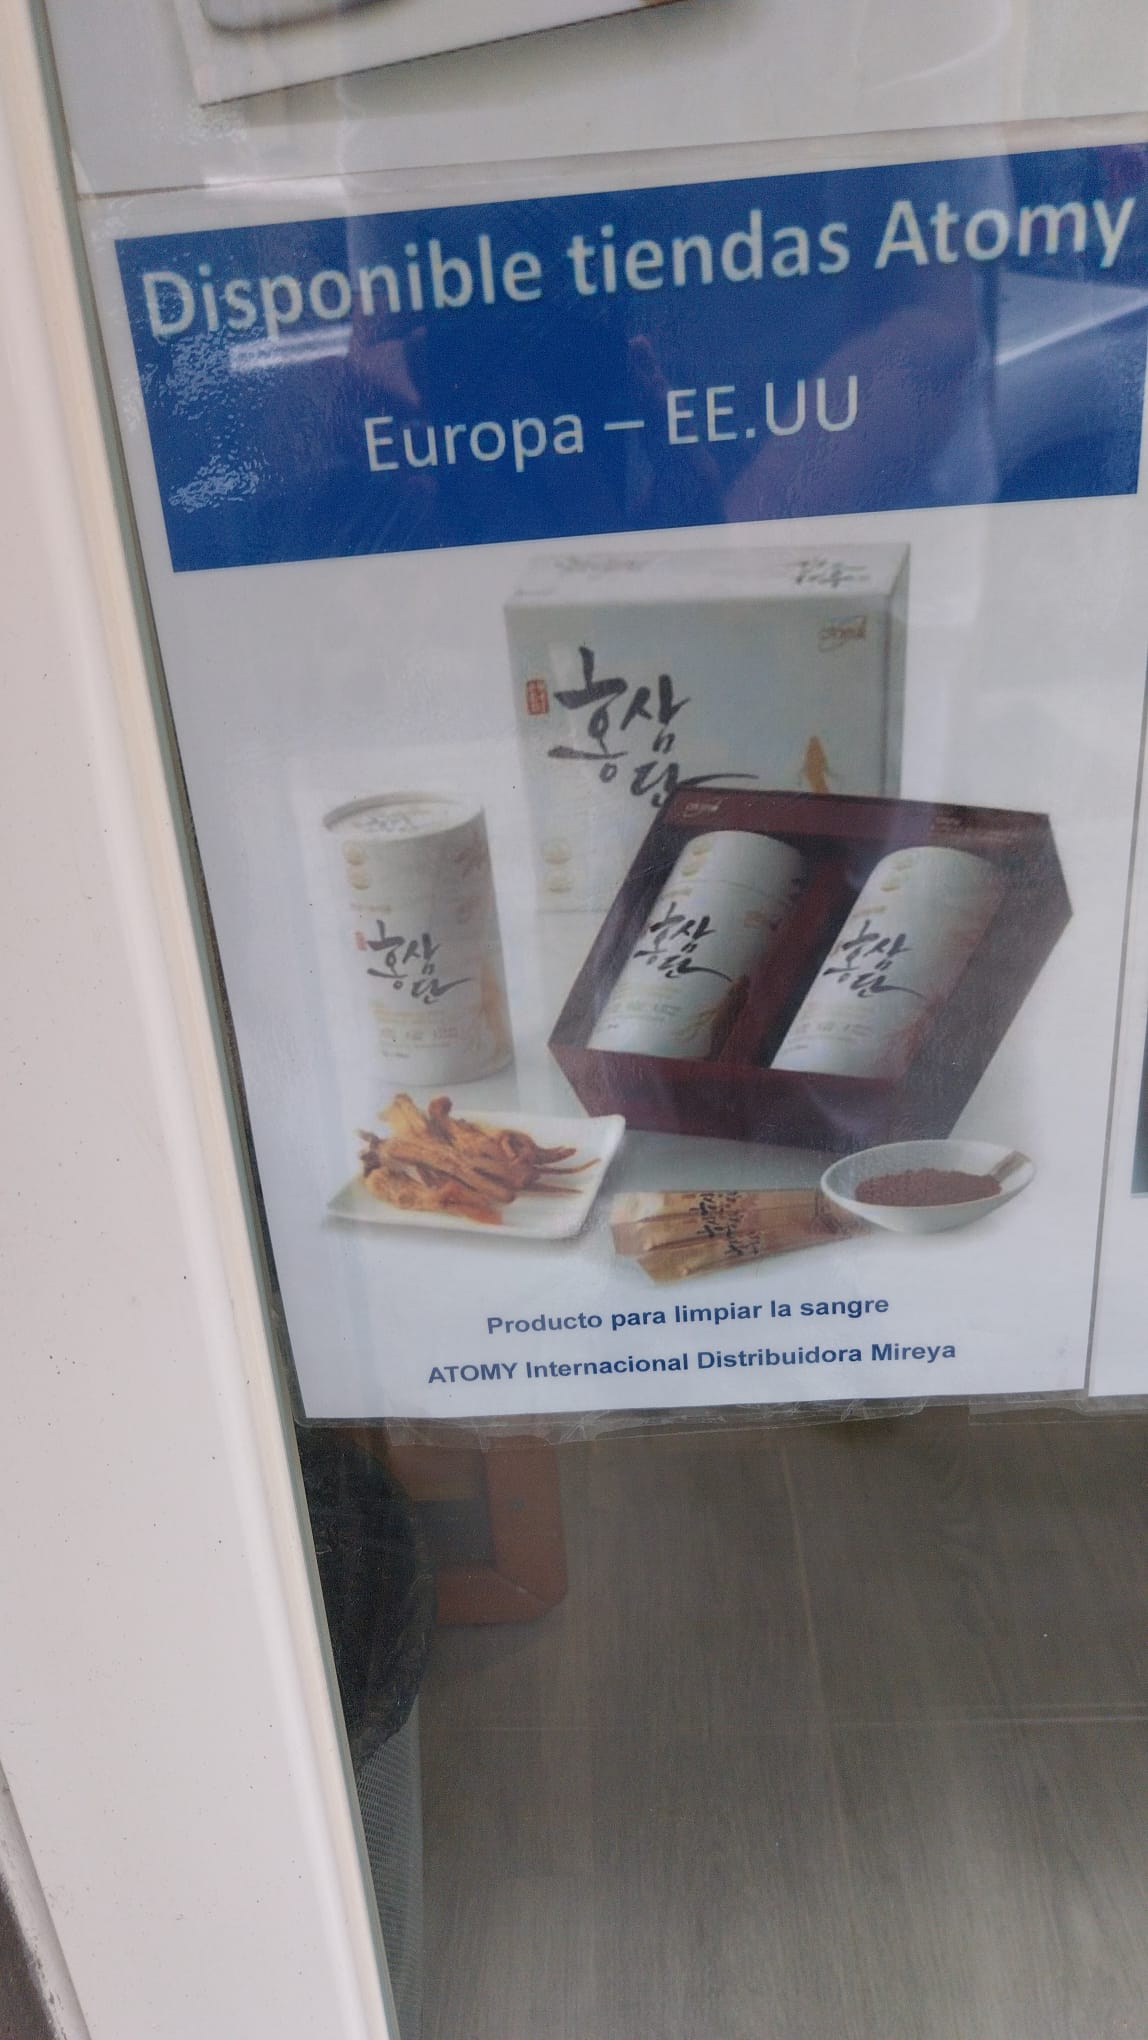 Disponible tiendas Atomy
Europa – EE.UU
홍삼
단
홍삼
단
홍삼
단
홍삼
단
Producto para limpiar la sangre
ATOMY Internacional Distribuidora Mireya